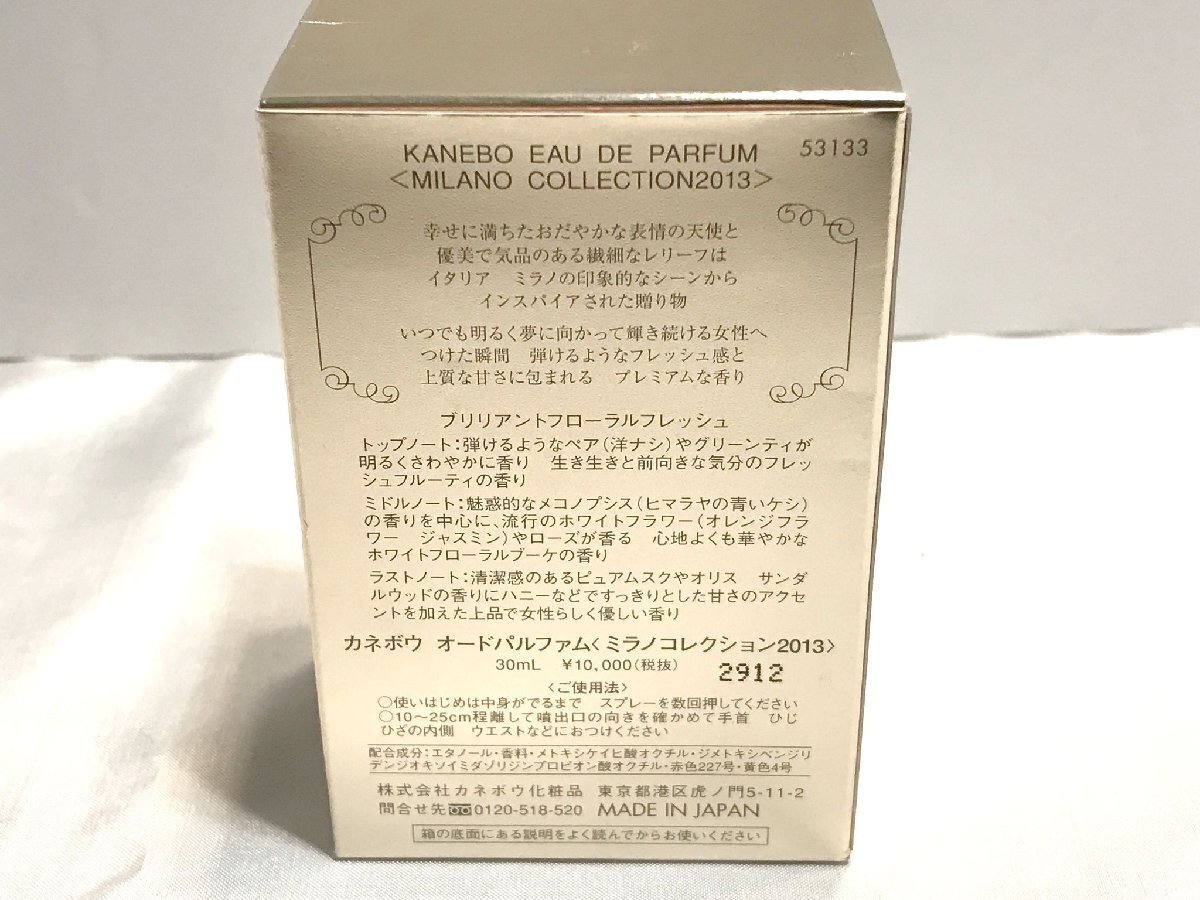 KANEBO EAU DE PARFUM 53133
<MILANO COLLECTION2013>
幸せに満ちたおだやかな表情の天使と
優美で気品のある繊細なレリーフは
イタリア　ミラノの印象的なシーンから
インスパイアされた贈り物
いつでも明るく夢に向かって輝き続ける女性へ
つけた瞬間　弾けるようなフレッシュ感と
上質な甘さに包まれる　プレミアムな香り
ブリリアントフローラルフレッシュ
トップノート：弾けるようなペア（洋ナシ）やグリーンティが
明るくさわやかに香り　生き生きと前向きな気分のフレッ
シュフルーティの香り
ミドルノート：魅惑的なメコノプシス（ヒマラヤの青いケシ）
の香りを中心に、流行のホワイトフラワー（オレンジフラ
ワー　ジャスミン）やローズが香る　心地よくも華やかな
ホワイトフローラルブーケの香り
ラストノート：清潔感のあるピュアムスクやオリス　サンダ
ルウッドの香りにハニーなどですっきりとした甘さのアクセ
ントを加えた上品で女性らしく優しい香り
カネボウ　オードパルファム〈ミラノコレクション2013〉
30mL　¥10,000（税抜）　2912
〈ご使用法〉
○使いはじめは中身がでるまで　スプレーを数回押してください
○10～25cm程離して噴出口の向きを確かめて手首　ひじ
ひざの内側　ウエストなどにおつけください
配合成分：エタノール・香料・メトキシケイヒ酸オクチル・ジメトキシベンジリ
デンジオキソイミダゾリジンプロピオン酸オクチル・赤色227号・黄色4号
株式会社カネボウ化粧品　東京都港区虎ノ門5-11-2
問合せ先 0120-518-520　MADE IN JAPAN
箱の底面にある説明をよく読んでからお使いください